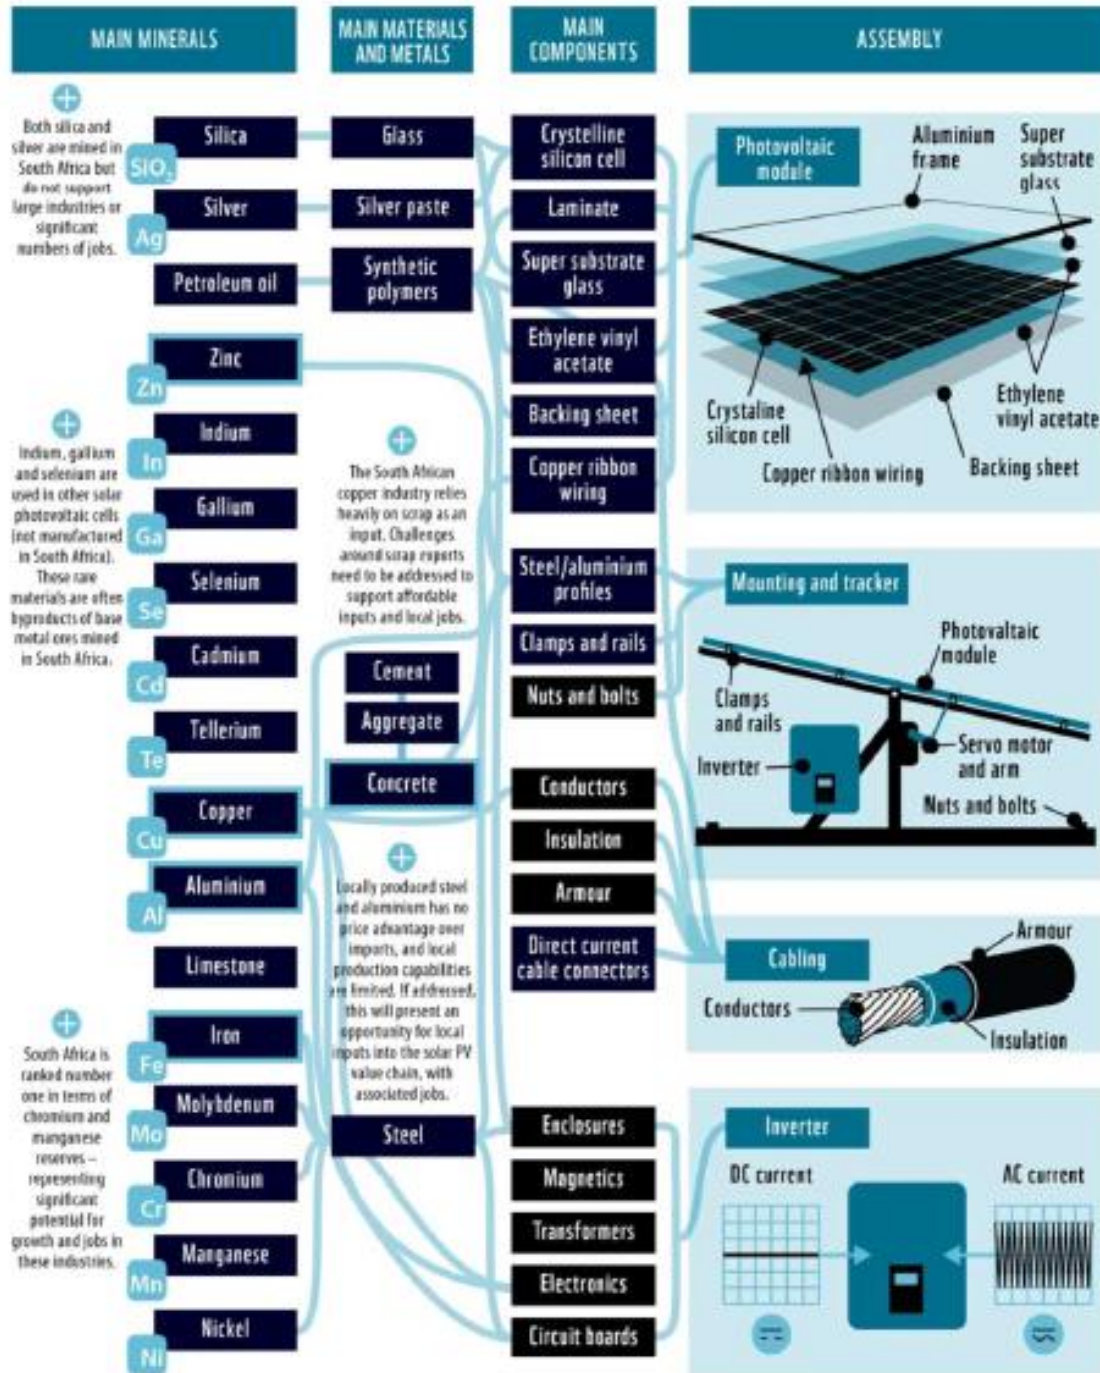 MAIN MINERALS
MAIN MATERIALS
AND METALS
MAIN
COMPONENTS
ASSEMBLY
Both silica and
silver are mined in
South Africa but
do not support
large industries or
significant
numbers of jobs.
SiO2
Ag
Silica
Silver
Petroleum oil
Zinc
Zn
Indium, gallium
and selenium are
used in other solar
photovoltaic cells
(not manufactured
in South Africa).
These rare
materials are often
byproducts of base
metal ores mined
in South Africa.
Indium
In
Gallium
Ga
Selenium
Se
Cadmium
Cd
Tellerium
Te
Copper
Cu
Aluminium
Al
Limestone
South Africa is
ranked number
one in terms of
chromium and
manganese
reserves –
representing
significant
potential for
growth and jobs in
these industries.
Iron
Fe
Molybdenum
Mo
Chromium
Cr
Manganese
Mn
Nickel
Ni
Glass
Silver paste
Synthetic
polymers
The South African
copper industry relies
heavily on scrap as an
input. Challenges
around scrap exports
need to be addressed to
support affordable
inputs and local jobs.
Cement
Aggregate
Concrete
Locally produced steel
and aluminium has no
price advantage over
imports, and local
production capabilities
are limited. If addressed,
this will present an
opportunity for local
inputs into the solar PV
value chain, with
associated jobs.
Steel
Crystelline
silicon cell
Laminate
Super substrate
glass
Ethylene vinyl
acetate
Backing sheet
Copper ribbon
wiring
Steel/aluminium
profiles
Clamps and rails
Nuts and bolts
Conductors
Insulation
Armour
Direct current
cable connectors
Enclosures
Magnetics
Transformers
Electronics
Circuit boards
Photovoltaic
module
Aluminium
frame
Super
substrate
glass
Crystaline
silicon cell
Copper ribbon wiring
Ethylene
vinyl acetate
Backing sheet
Mounting and tracker
Photovaltaic
module
Clamps
and rails
Inverter
Servo motor
and arm
Nuts and bolts
Cabling
Armour
Conductors
Insulation
Inverter
DC current
AC current